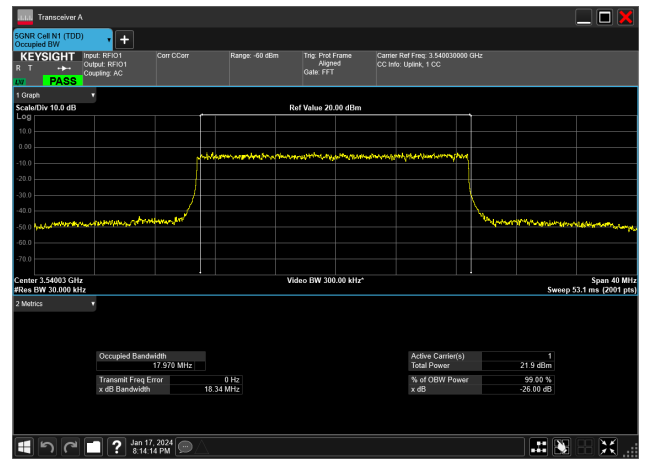 Transceiver A
5GNR Cell N1 (TDD)
Occupied BW
KEYSIGHT
R T
LW PASS
Input: RFIO1
Output: RFIO1
Coupling: AC
Corr CCorr
Range: -60 dBm
Trig: Prot Frame
Aligned
Gate: FFT
Carrier Ref Freq: 3.540030000 GHz
CC Info: Uplink, 1 CC
1 Graph
Scale/Div 10.0 dB
Ref Value 20.00 dBm
Log
10.0
0.00
-10.0
-20.0
-30.0
-40.0
-50.0
-60.0
-70.0
Center 3.54003 GHz
Video BW 300.00 kHz*
Span 40 MHz
#Res BW 30.000 kHz
Sweep 53.1 ms (2001 pts)
2 Metrics
Occupied Bandwidth
17.970 MHz
Transmit Freq Error 0 Hz
x dB Bandwidth 18.34 MHz
Active Carrier(s) 1
Total Power 21.9 dBm
% of OBW Power 99.00 %
x dB -26.00 dB
Jan 17, 2024
8:14:14 PM